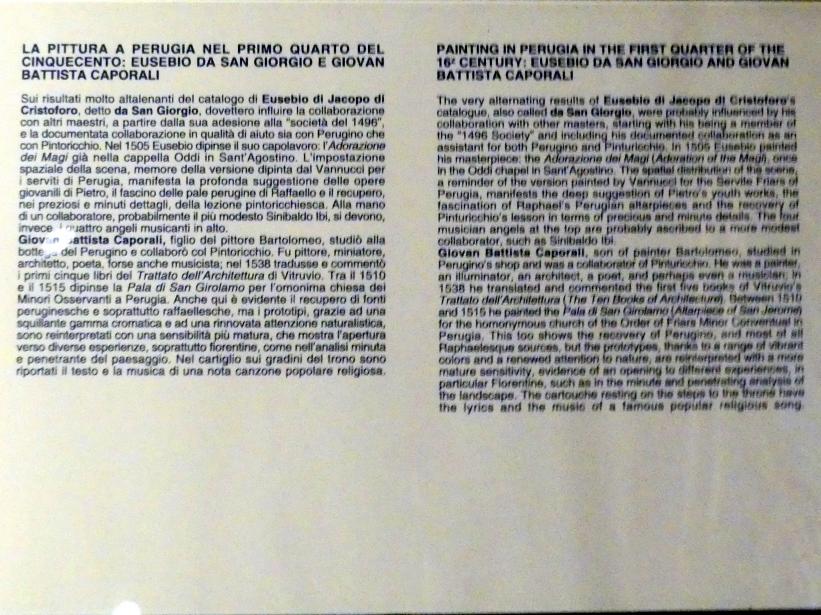 LA PITTURA A PERUGIA NEL PRIMO QUARTO DEL
CINQUECENTO: EUSEBIO DA SAN GIORGIO E GIOVAN
BATTISTA CAPORALI
Sui risultati molto altalenanti del catalogo di Eusebio di Jacopo di
Cristoforo, detto da San Giorgio, dovettero influire la collaborazione
con altri maestri, a partire dalla sua adesione alla "società del 1496",
e la documentata collaborazione in qualità di aiuto sia con Perugino che
con Pintoricchio. Nel 1505 Eusebio dipinse il suo capolavoro: l'Adorazione
dei Magi già nella cappella Oddi in Sant'Agostino. L'impostazione
spaziale della scena, memore della versione dipinta dal Vannucci per
i serviti di Perugia, manifesta la profonda suggestione delle opere
giovanili di Pietro, il fascino delle pale perugine di Raffaello e il recupero,
nei preziosi e minuti dettagli, della lezione pintoricchiesca. Alla mano
di un collaboratore, probabilmente il più modesto Sinibaldo Ibi, si devono,
invece quattro angeli musicanti in alto.
Giovan Battista Caporali, figlio del pittore Bartolomeo, studiò alla
bottega del Perugino e collaborò col Pintoricchio. Fu pittore, miniatore,
architetto, poeta, forse anche musicista; nel 1538 tradusse e commentò
i primi cinque libri del Trattato dell'Architettura di Vitruvio. Tra il 1510
e il 1515 dipinse la Pala di San Girolamo per l'omonima chiesa dei
Minori Osservanti a Perugia. Anche qui è evidente il recupero di fonti
peruginesche e soprattutto raffaellesche, ma i prototipi, grazie ad una
squillante gamma cromatica e ad una rinnovata attenzione naturalistica,
sono reinterpretati con una sensibilità più matura, che mostra l'apertura
verso diverse esperienze, soprattutto fiorentine, come nell'analisi minuta
e penetrante del paesaggio. Nel cartiglio sui gradini del trono sono
riportati il testo e la musica di una nota canzone popolare religiosa.
PAINTING IN PERUGIA IN THE FIRST QUARTER OF THE
16th CENTURY: EUSEBIO DA SAN GIORGIO AND GIOVAN
BATTISTA CAPORALI
The very alternating results of Eusebio di Jacopo di Cristoforo's
catalogue, also called da San Giorgio, were probably influenced by his
collaboration with other masters, starting with his being a member of
the "1496 Society" and including his documented collaboration as an
assistant for both Perugino and Pinturicchio. In 1505 Eusebio painted
his masterpiece: the Adorazione dei Magi (Adoration of the Magi), once
in the Oddi chapel in Sant'Agostino. The spatial distribution of the scene,
a reminder of the version painted by Vannucci for the Servite Friars of
Perugia, manifests the deep suggestion of Pietro's youth works, the
fascination of Raphael's Perugian altarpieces and the recovery of
Pinturicchio's lesson in terms of precious and minute details. The four
musician angels at the top are probably ascribed to a more modest
collaborator, such as Sinibaldo Ibi.
Giovan Battista Caporali, son of painter Bartolomeo, studied in
Perugino's shop and was a collaborator of Pinturicchio. He was a painter,
an illuminator, an architect, a poet, and perhaps even a musician; in
1538 he translated and commented the first five books of Vitruvio's
Trattato dell'Architettura (The Ten Books of Architecture). Between 1510
and 1515 he painted the Pala di San Girolamo (Altarpiece of San Jerome)
for the homonymous church of the Order of Friars Minor Conventual in
Perugia. This too shows the recovery of Perugino, and most of all
Raphaelesque sources, but the prototypes, thanks to a range of vibrant
colors and a renewed attention to nature, are reinterpreted with a more
mature sensitivity, evidence of an opening to different experiences, in
particular Florentine, such as in the minute and penetrating analysis of
the landscape. The cartouche resting on the steps to the throne have
the lyrics and the music of a famous popular religious song.